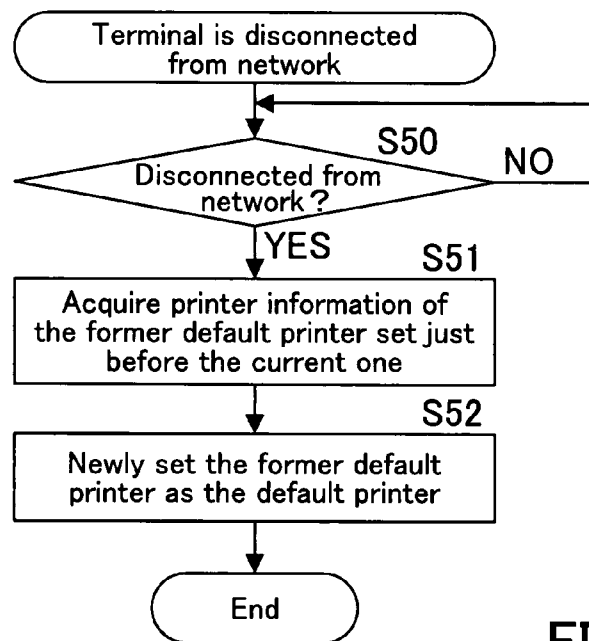 Terminal is disconnected
from network
S50
Disconnected from
network?
NO
YES
S51
Acquire printer information of
the former default printer set just
before the current one
S52
Newly set the former default
printer as the default printer
End